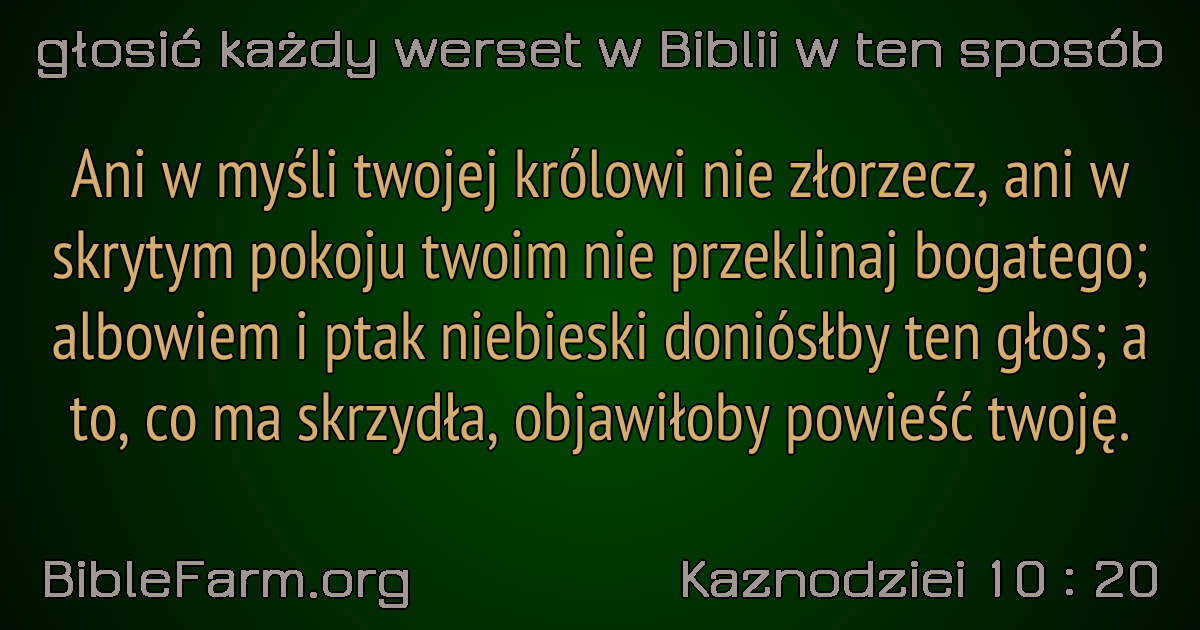 głosić każdy werset w Biblii w ten sposób
Ani w myśli twojej królowi nie złorzecz, ani w
skrytym pokoju twoim nie przeklinaj bogatego;
albowiem i ptak niebieski doniósłby ten głos; a
to, co ma skrzydła, objawiłoby powieść twoję.
BibleFarm.org
Kaznodziei 10 : 20